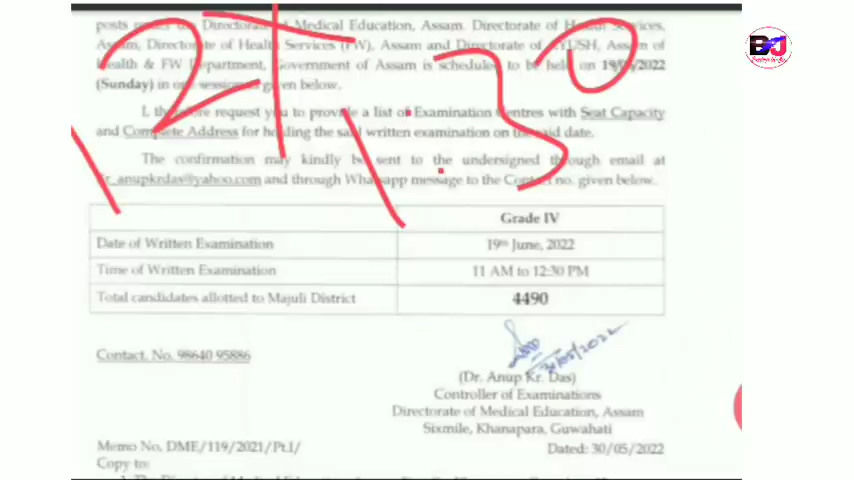 posts under the Directorate of Medical Education, Assam. Directorate of Health Services,
Assam, Directorate of Health Services (FW), Assam and Directorate of AYUSH, Assam of
Health & FW Department, Government of Assam is scheduled to be held on 19/06/2022
(Sunday) in one session as given below.
I, therefore request you to provide a list of Examination Centres with Seat Capacity
and Complete Address for holding the said written examination on the said date.
The confirmation may kindly be sent to the undersigned through email at
dr_anupkrdas@yahoo.com and through Whatsapp message to the Contact no. given below.
Grade IV
Date of Written Examination 19th June, 2022
Time of Written Examination 11 AM to 12:30 PM
Total candidates allotted to Majuli District 4490
Contact. No. 98640 95886
(Dr. Anup Kr. Das)
Controller of Examinations
Directorate of Medical Education, Assam
Sixmile, Khanapara, Guwahati
Memo No. DME/119/2021/Pt.I/ Dated: 30/05/2022
Copy to:
BJ